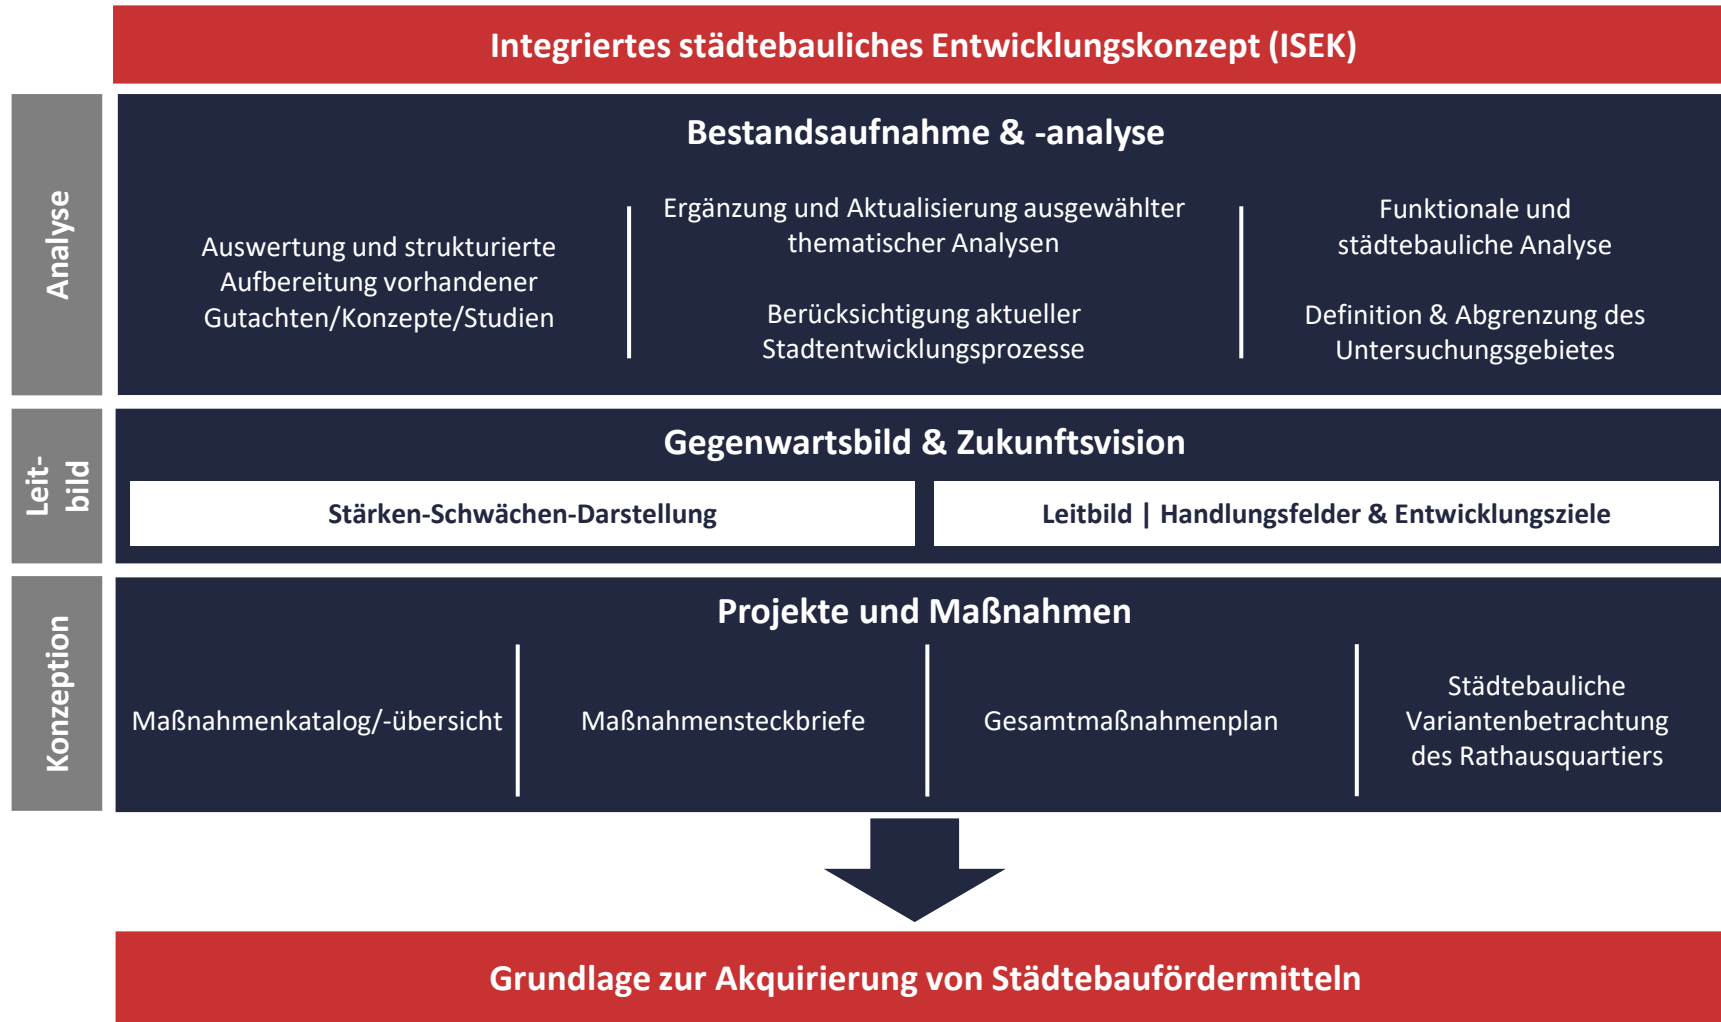 Integriertes städtebauliches Entwicklungskonzept (ISEK)
Analyse
Bestandsaufnahme & -analyse
Auswertung und strukturierte
Aufbereitung vorhandener
Gutachten/Konzepte/Studien
Ergänzung und Aktualisierung ausgewählter
thematischer Analysen
Berücksichtigung aktueller
Stadtentwicklungsprozesse
Funktionale und
städtebauliche Analyse
Definition & Abgrenzung des
Untersuchungsgebietes
Leit-
bild
Gegenwartsbild & Zukunftsvision
Stärken-Schwächen-Darstellung
Leitbild | Handlungsfelder & Entwicklungsziele
Konzeption
Projekte und Maßnahmen
Maßnahmenkatalog/-übersicht
Maßnahmensteckbriefe
Gesamtmaßnahmenplan
Städtebauliche
Variantenbetrachtung
des Rathausquartiers
Grundlage zur Akquirierung von Städtebaufördermitteln